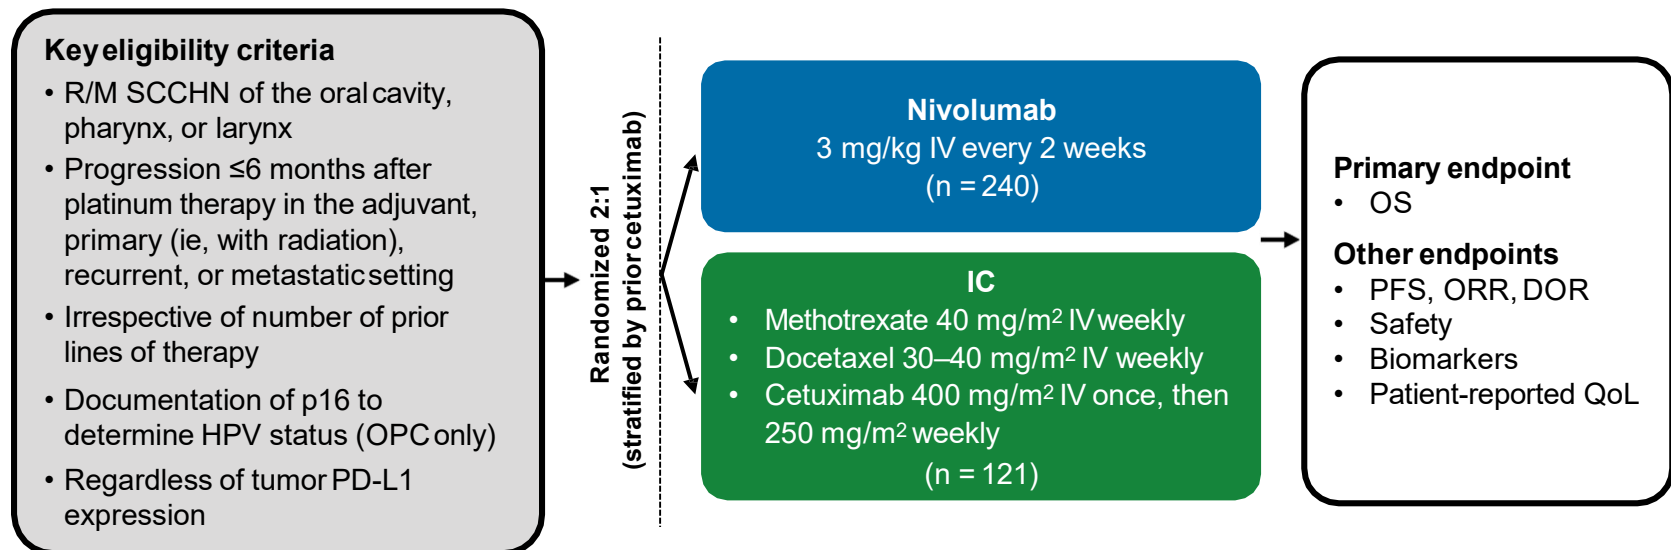 Key eligibility criteria
• R/M SCCHN of the oral cavity,
pharynx, or larynx
• Progression ≤6 months after
platinum therapy in the adjuvant,
primary (ie, with radiation),
recurrent, or metastatic setting
• Irrespective of number of prior
lines of therapy
• Documentation of p16 to
determine HPV status (OPC only)
• Regardless of tumor PD-L1
expression
Randomized 2:1
(stratified by prior cetuximab)
Nivolumab
3 mg/kg IV every 2 weeks
(n = 240)
IC
• Methotrexate 40 mg/m² IV weekly
• Docetaxel 30–40 mg/m² IV weekly
• Cetuximab 400 mg/m² IV once, then
250 mg/m² weekly
(n = 121)
Primary endpoint
• OS
Other endpoints
• PFS, ORR, DOR
• Safety
• Biomarkers
• Patient-reported QoL